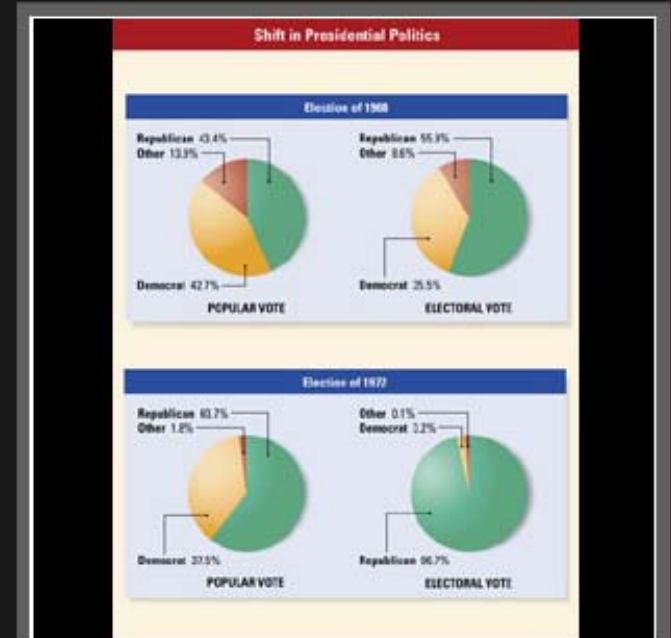 Shift in Presidential Politics
Election of 1968
Republican 43.4%
Other 13.9%
Democrat 42.7%
POPULAR VOTE
Republican 55.9%
Other 8.6%
Democrat 35.5%
ELECTORAL VOTE
Election of 1972
Republican 60.7%
Other 1.8%
Democrat 37.5%
POPULAR VOTE
Other 0.1%
Democrat 3.2%
Republican 96.7%
ELECTORAL VOTE